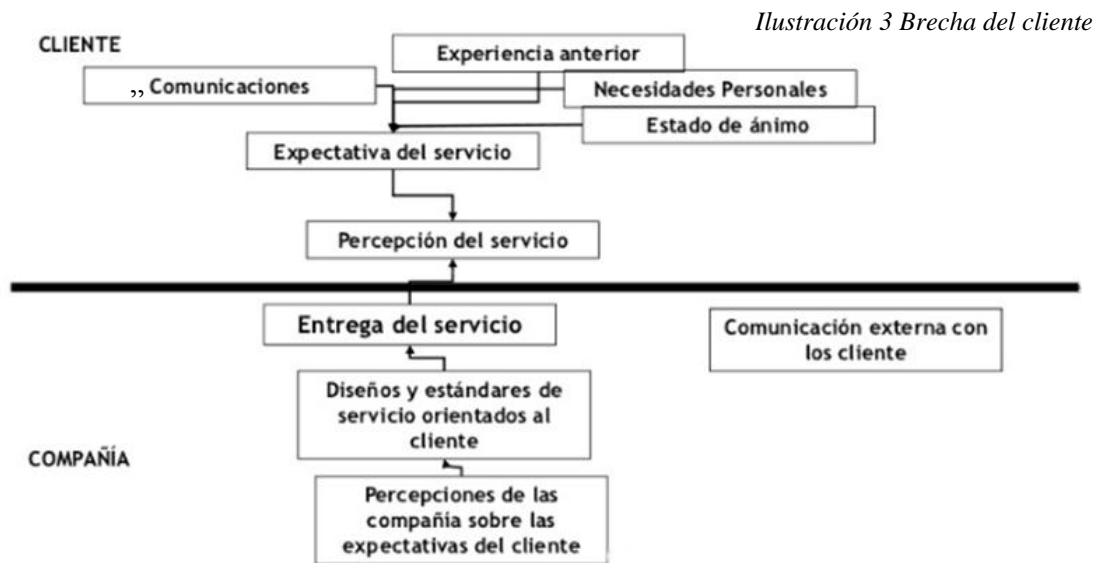 Ilustración 3 Brecha del cliente
CLIENTE
Experiencia anterior
,, Comunicaciones
Necesidades Personales
Estado de ánimo
Expectativa del servicio
Percepción del servicio
Entrega del servicio
Comunicación externa con
los cliente
Diseños y estándares de
servicio orientados al
cliente
COMPAÑÍA
Percepciones de las
compañía sobre las
expectativas del cliente